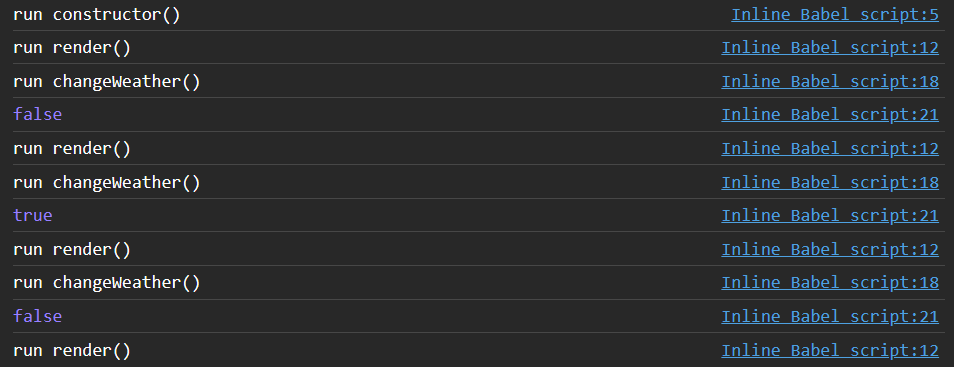 run constructor() Inline Babel script:5
run render() Inline Babel script:12
run changeWeather() Inline Babel script:18
false Inline Babel script:21
run render() Inline Babel script:12
run changeWeather() Inline Babel script:18
true Inline Babel script:21
run render() Inline Babel script:12
run changeWeather() Inline Babel script:18
false Inline Babel script:21
run render() Inline Babel script:12